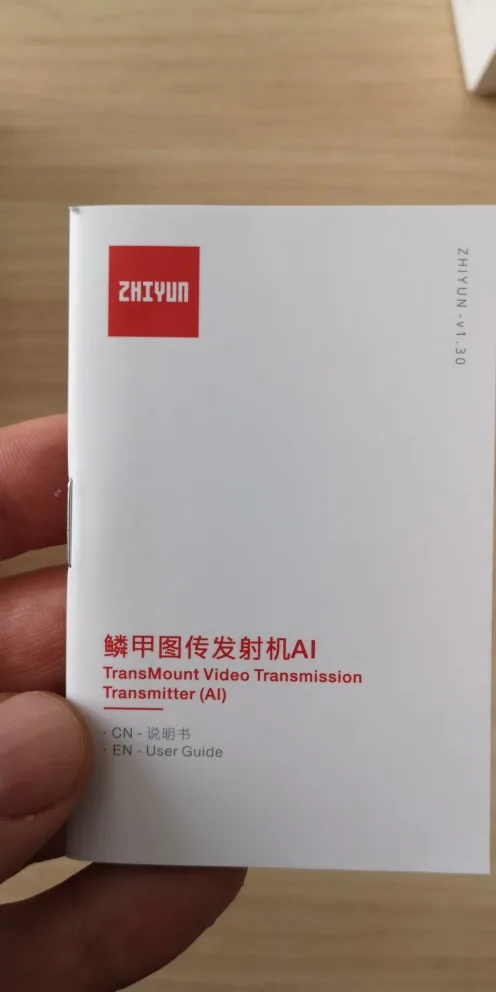 ZHIYUN
ZHIYUN-v1.30
鳞甲图传发射机AI
TransMount Video Transmission
Transmitter (AI)
· CN - 说明书
· EN - User Guide